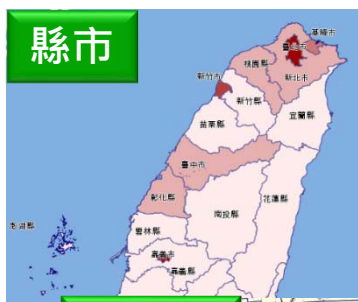 縣市
基隆市
臺北市
桃園縣
新北市
新竹市
新竹縣
宜蘭縣
苗栗縣
臺中市
彰化縣
花蓮縣
南投縣
澎湖縣
雲林縣
嘉義市
嘉義縣